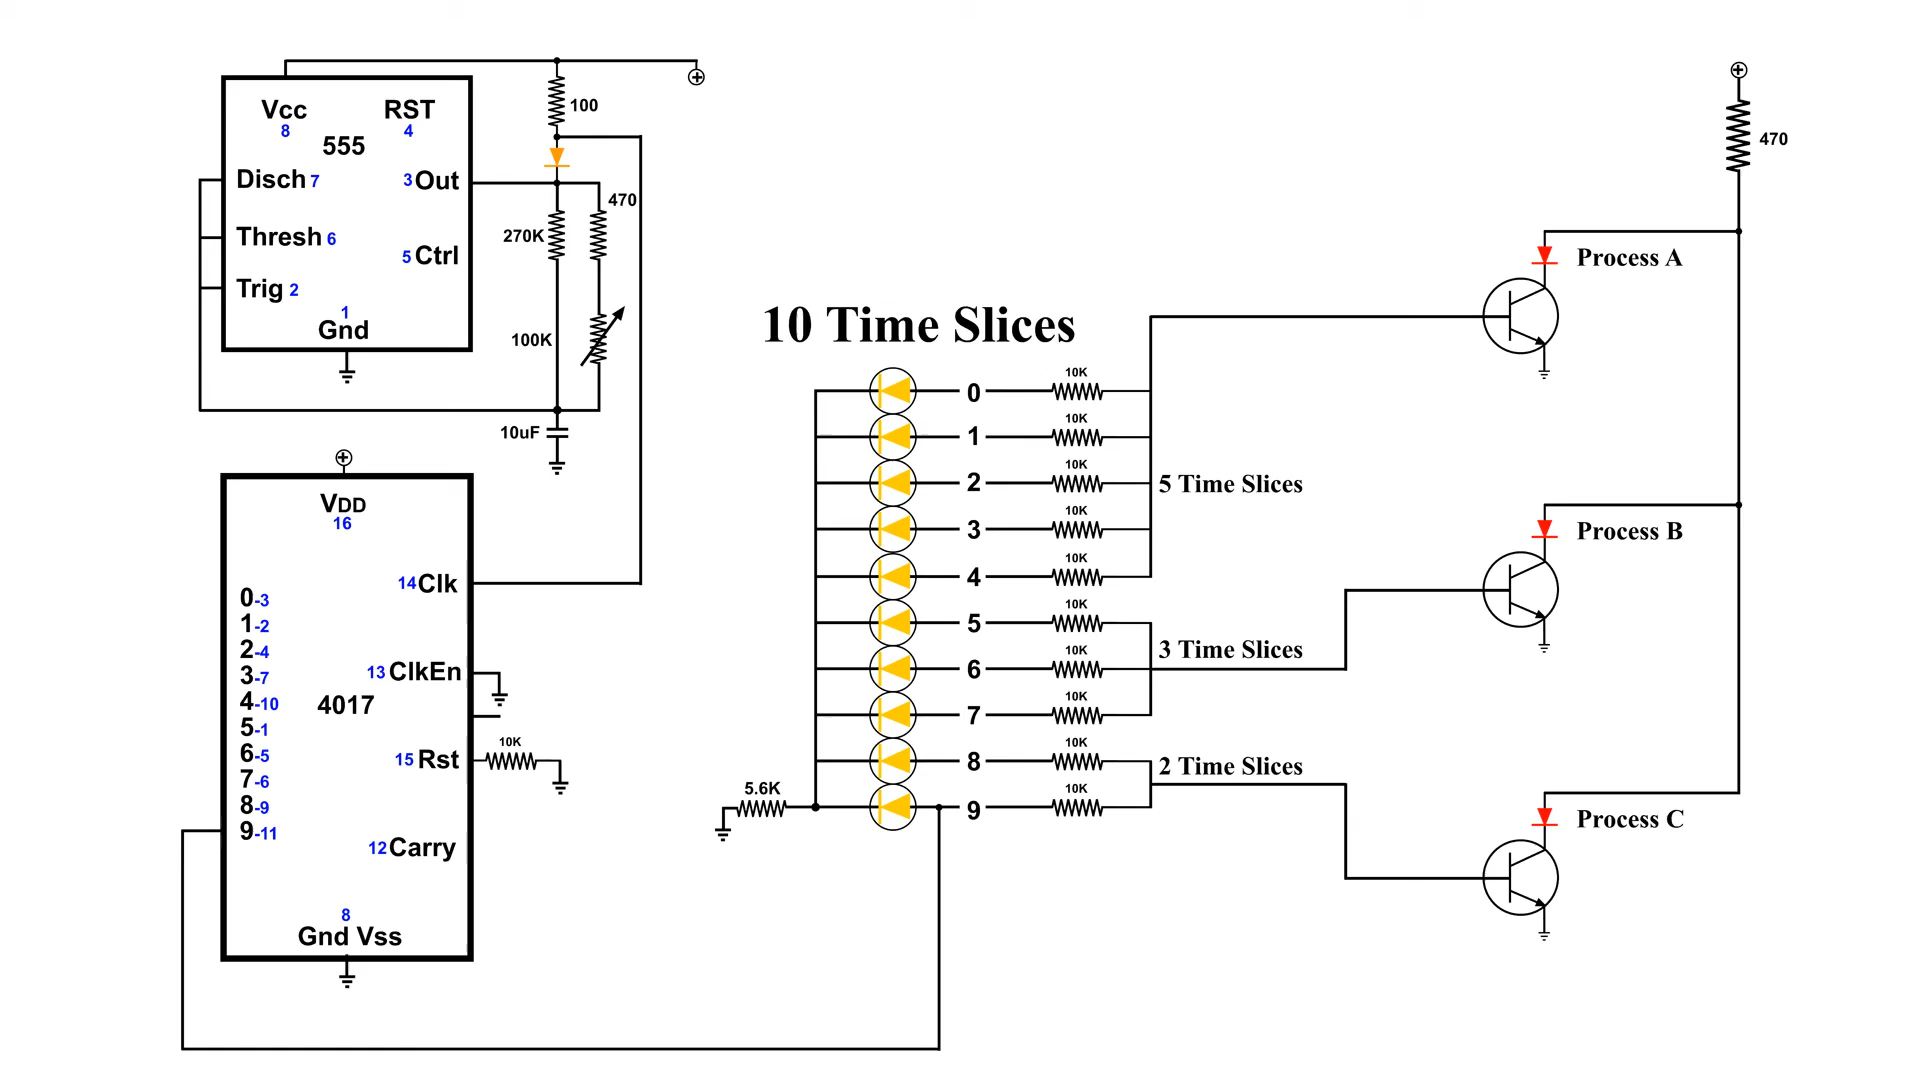 Vcc
8
RST
4
555
Disch 7
3 Out
Thresh 6
5 Ctrl
Trig 2
1
Gnd
100
470
270K
100K
10uF
VDD
16
14 Clk
0-3
1-2
2-4
3-7
4-10
5-1
6-5
7-6
8-9
9-11
13 ClkEn
4017
15 Rst
10K
12 Carry
8
Gnd Vss
10 Time Slices
0
10K
1
10K
2
10K
3
10K
4
10K
5
10K
6
10K
7
10K
8
10K
9
10K
5.6K
5 Time Slices
3 Time Slices
2 Time Slices
470
Process A
Process B
Process C